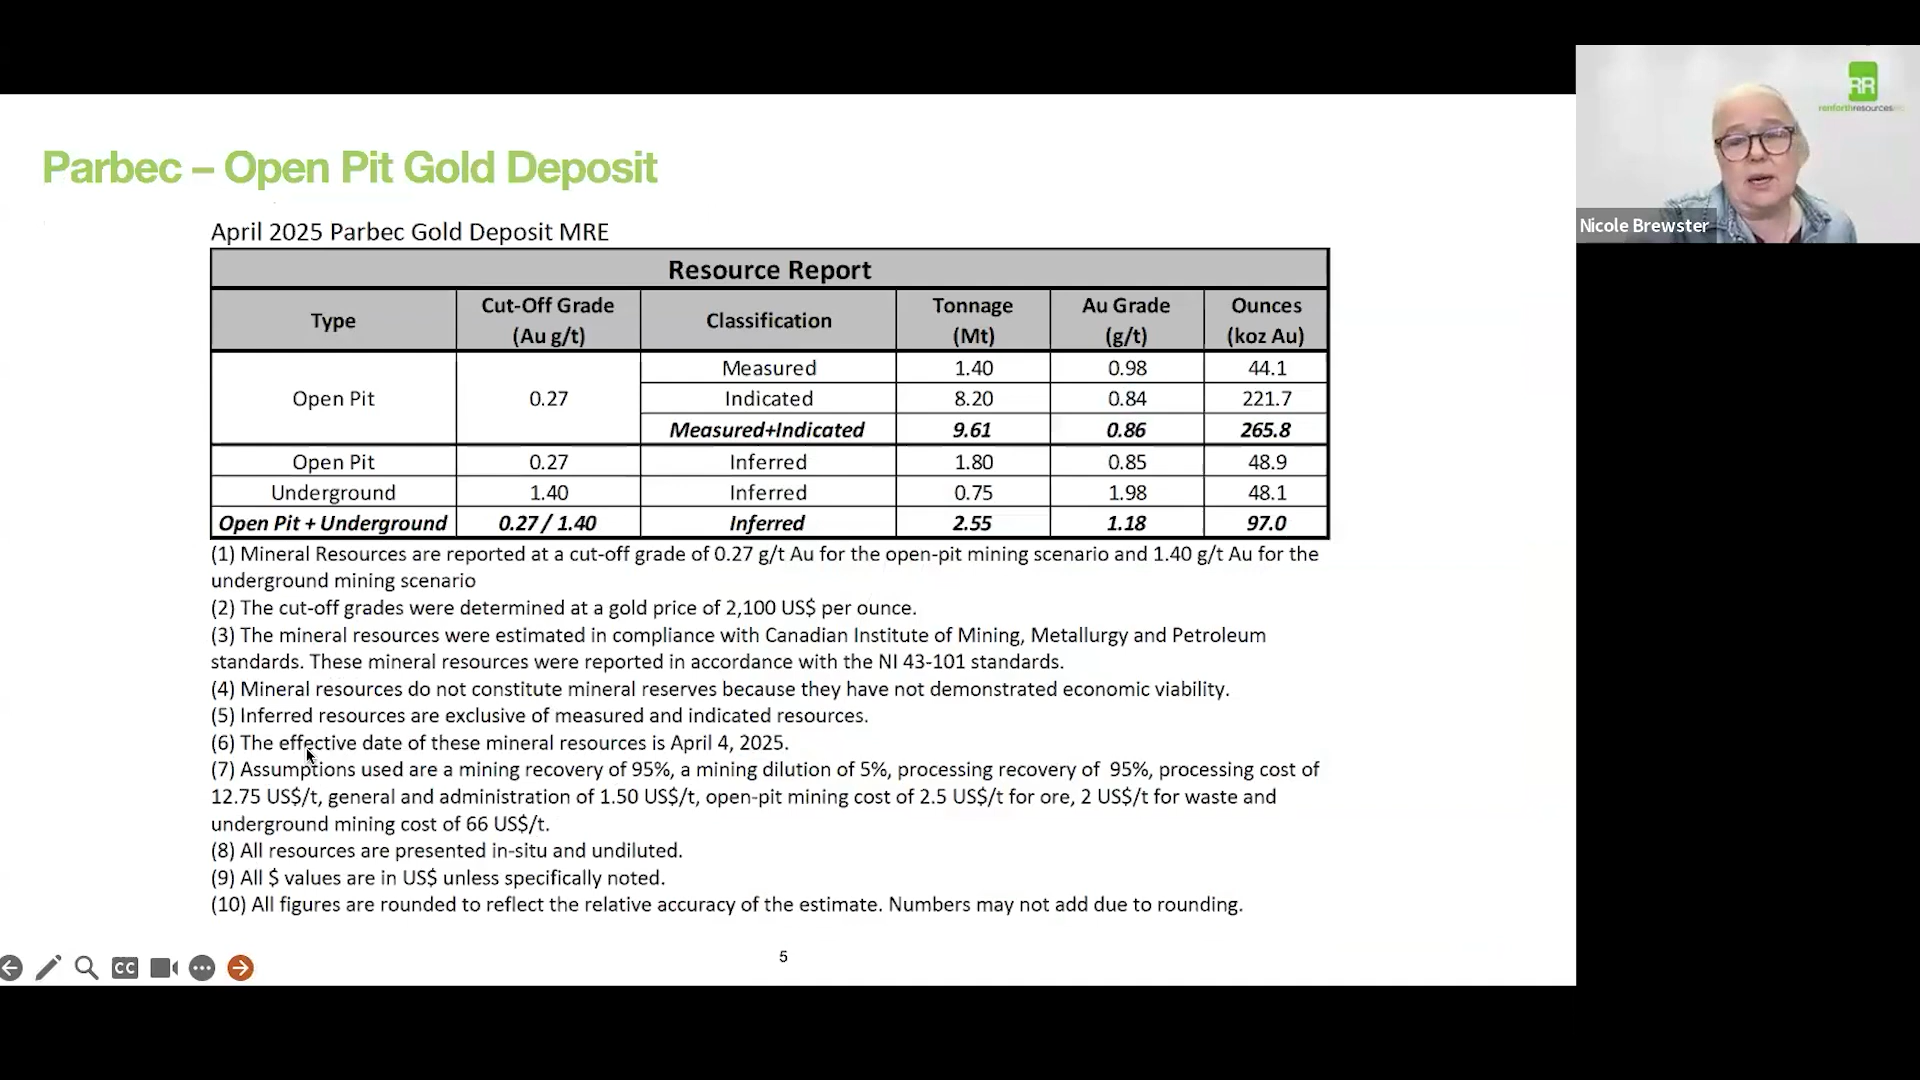 RR
renforthresources
Nicole Brewster
Parbec – Open Pit Gold Deposit
April 2025 Parbec Gold Deposit MRE
Resource Report
Type Cut-Off Grade (Au g/t) Classification Tonnage (Mt) Au Grade (g/t) Ounces (koz Au)
Open Pit 0.27 Measured 1.40 0.98 44.1
Indicated 8.20 0.84 221.7
Measured+Indicated 9.61 0.86 265.8
Open Pit 0.27 Inferred 1.80 0.85 48.9
Underground 1.40 Inferred 0.75 1.98 48.1
Open Pit + Underground 0.27 / 1.40 Inferred 2.55 1.18 97.0
(1) Mineral Resources are reported at a cut-off grade of 0.27 g/t Au for the open-pit mining scenario and 1.40 g/t Au for the
underground mining scenario
(2) The cut-off grades were determined at a gold price of 2,100 US$ per ounce.
(3) The mineral resources were estimated in compliance with Canadian Institute of Mining, Metallurgy and Petroleum
standards. These mineral resources were reported in accordance with the NI 43-101 standards.
(4) Mineral resources do not constitute mineral reserves because they have not demonstrated economic viability.
(5) Inferred resources are exclusive of measured and indicated resources.
(6) The effective date of these mineral resources is April 4, 2025.
(7) Assumptions used are a mining recovery of 95%, a mining dilution of 5%, processing recovery of 95%, processing cost of
12.75 US$/t, general and administration of 1.50 US$/t, open-pit mining cost of 2.5 US$/t for ore, 2 US$/t for waste and
underground mining cost of 66 US$/t.
(8) All resources are presented in-situ and undiluted.
(9) All $ values are in US$ unless specifically noted.
(10) All figures are rounded to reflect the relative accuracy of the estimate. Numbers may not add due to rounding.
CC
5